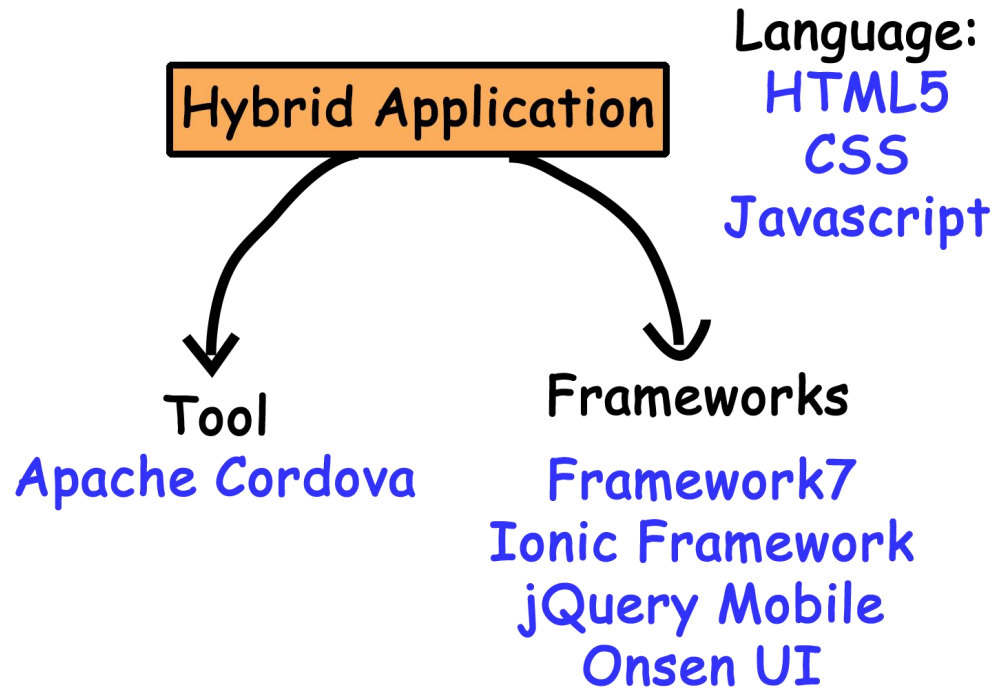 Hybrid Application
Language:
HTML5
CSS
Javascript
Tool
Apache Cordova
Frameworks
Framework7
Ionic Framework
jQuery Mobile
Onsen UI